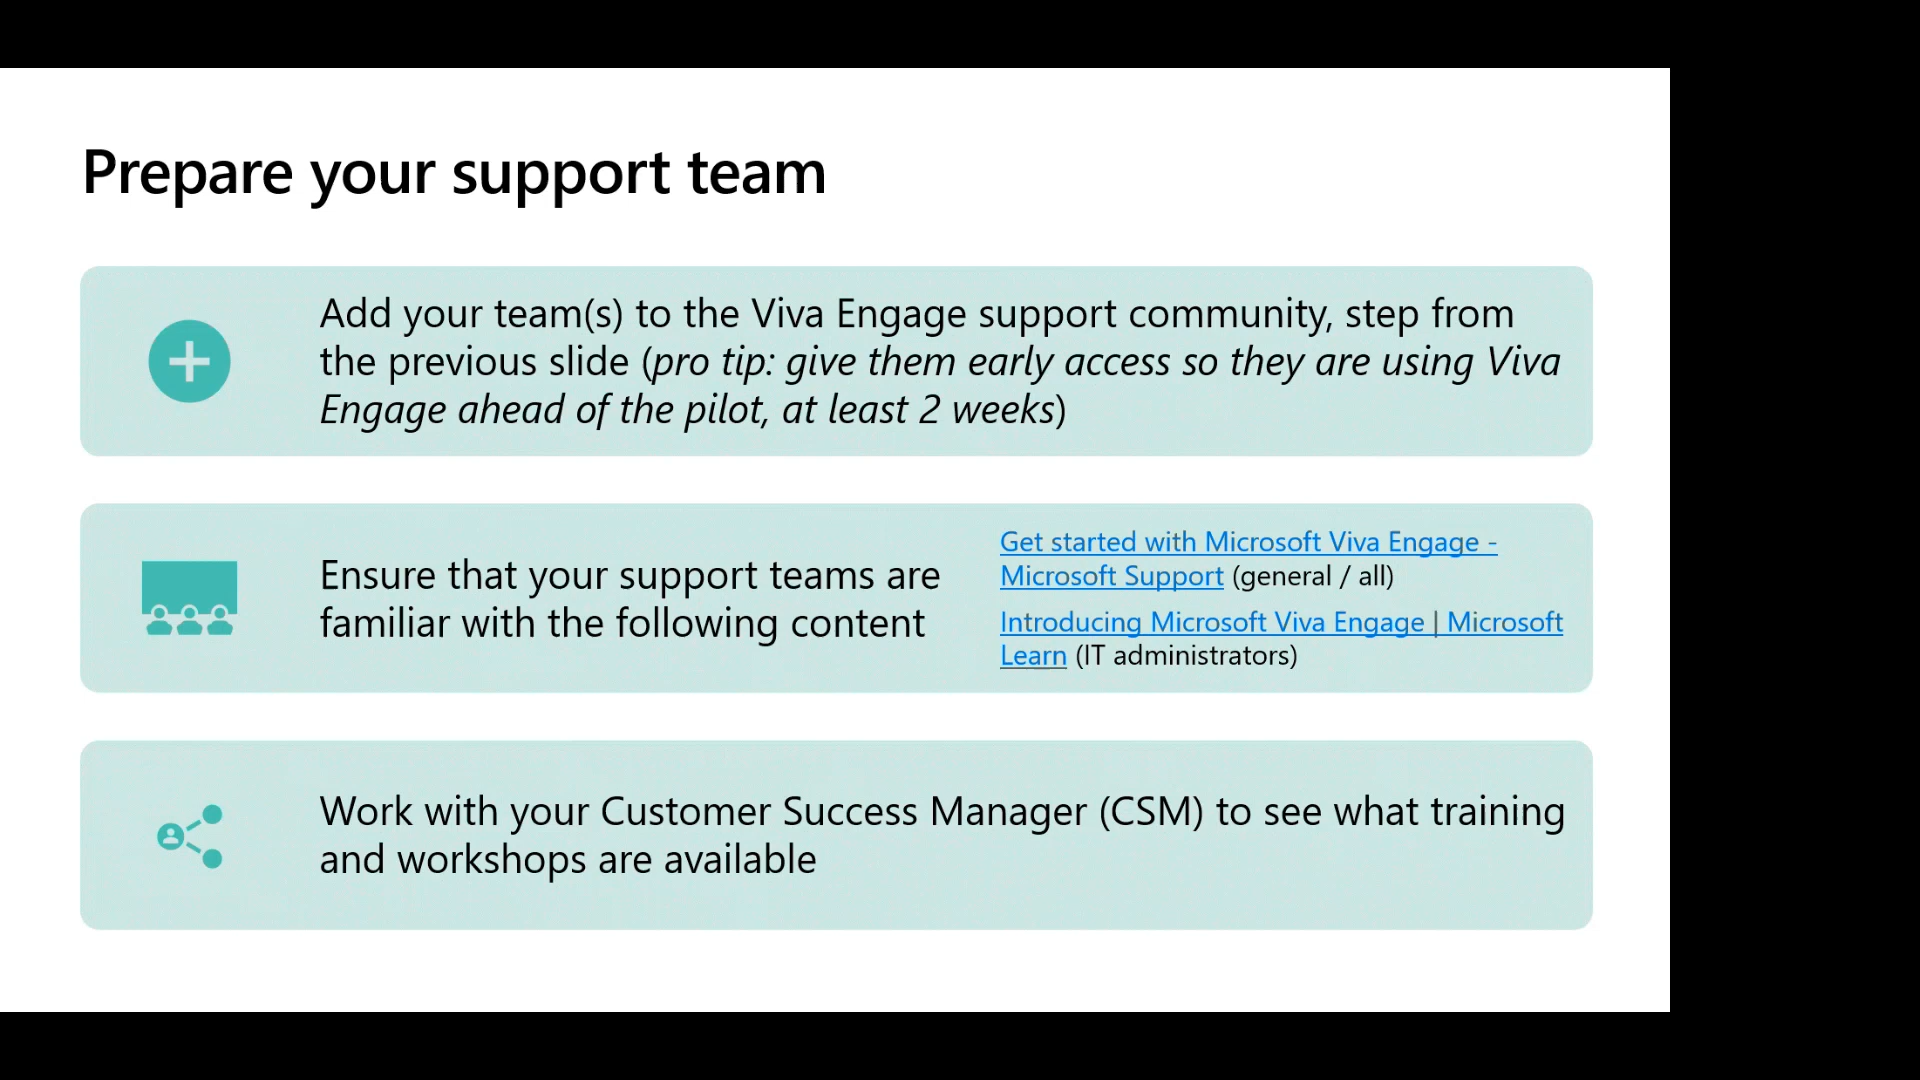 Prepare your support team
Add your team(s) to the Viva Engage support community, step from
the previous slide (pro tip: give them early access so they are using Viva
Engage ahead of the pilot, at least 2 weeks)
Ensure that your support teams are
familiar with the following content
Get started with Microsoft Viva Engage -
Microsoft Support (general / all)
Introducing Microsoft Viva Engage | Microsoft
Learn (IT administrators)
Work with your Customer Success Manager (CSM) to see what training
and workshops are available